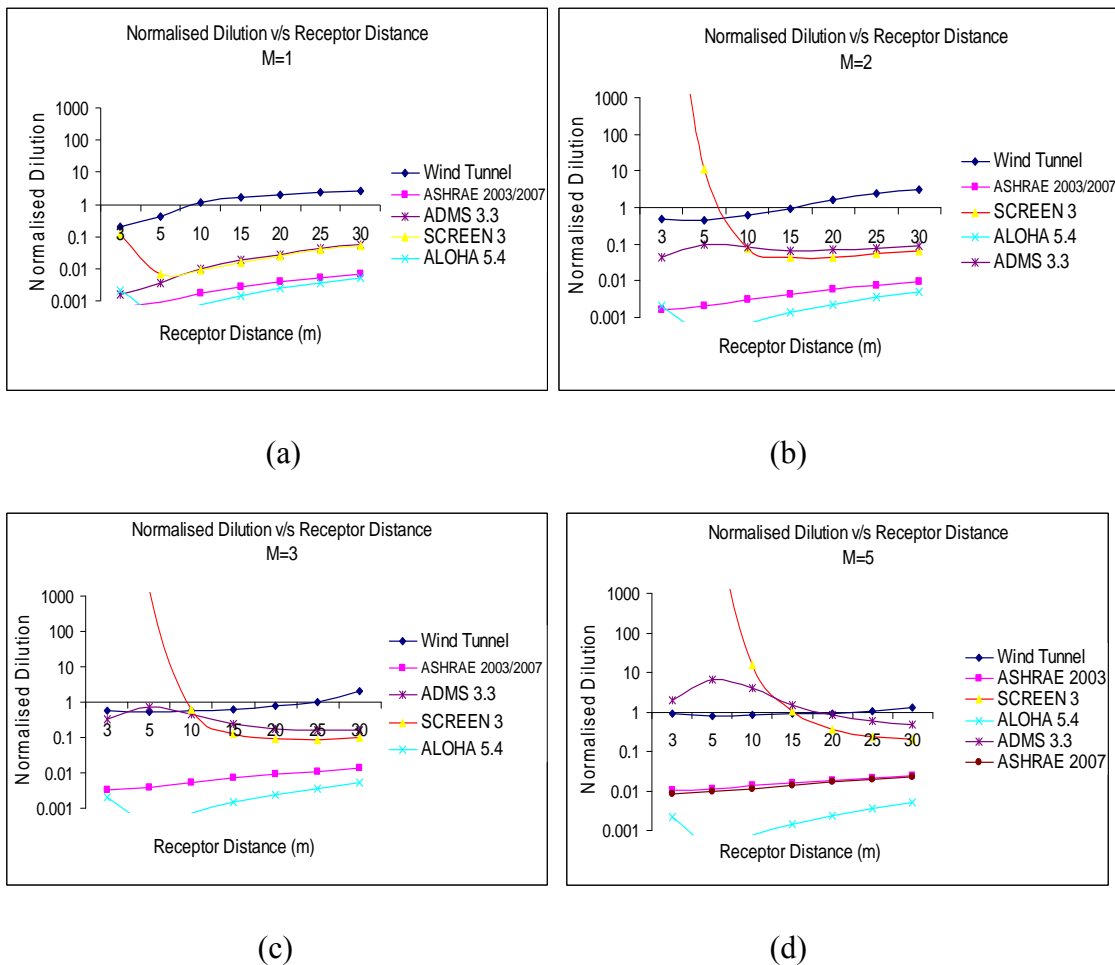 Normalised Dilution v/s Receptor Distance
M=1
Normalised Dilution
1000
100
10
1
0.1
0.01
0.001
3 5 10 15 20 25 30
Receptor Distance (m)
Wind Tunnel
ASHRAE 2003/2007
ADMS 3.3
SCREEN 3
ALOHA 5.4
(a)
Normalised Dilution v/s Receptor Distance
M=2
Normalised Dilution
1000
100
10
1
0.1
0.01
0.001
3 5 10 15 20 25 30
Receptor Distance (m)
Wind Tunnel
ASHRAE 2003/2007
SCREEN 3
ALOHA 5.4
ADMS 3.3
(b)
Normalised Dilution v/s Receptor Distance
M=3
Normalised Dilution
1000
100
10
1
0.1
0.01
0.001
3 5 10 15 20 25 30
Receptor Distance (m)
Wind Tunnel
ASHRAE 2003/2007
ADMS 3.3
SCREEN 3
ALOHA 5.4
(c)
Normalised Dilution v/s Receptor Distance
M=5
Normalised Dilution
1000
100
10
1
0.1
0.01
0.001
3 5 10 15 20 25 30
Receptor Distance (m)
Wind Tunnel
ASHRAE 2003
SCREEN 3
ALOHA 5.4
ADMS 3.3
ASHRAE 2007
(d)